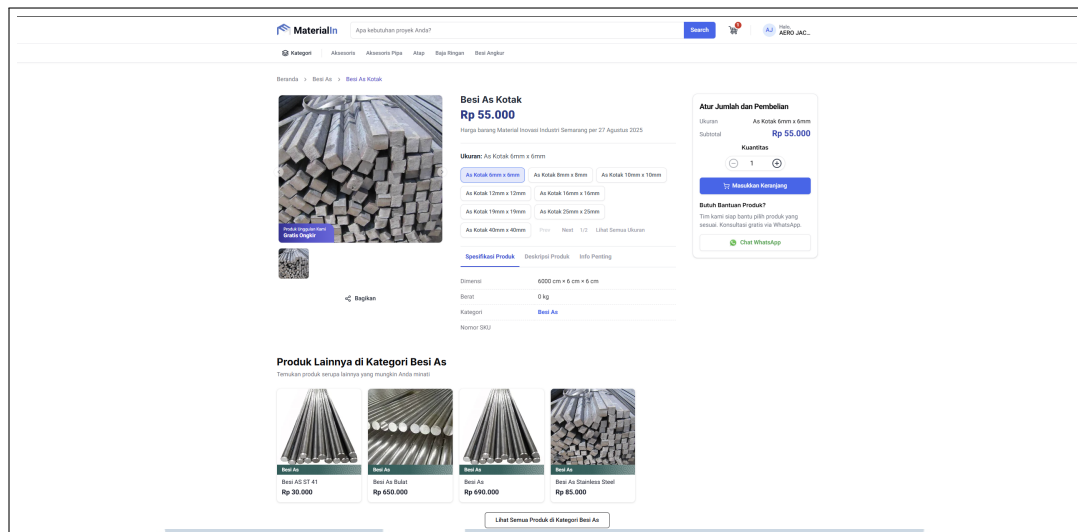 MaterialIn
Apa kebutuhan proyek Anda?
Search
1
AJ
Halo,
AERO JAC...
Kategori
Aksesoris
Aksesoris Pipa
Atap
Baja Ringan
Besi Angkur
Beranda > Besi As > Besi As Kotak
Produk Unggulan Kami
Gratis Ongkir
Bagikan
Besi As Kotak
Rp 55.000
Harga barang Material Inovasi Industri Semarang per 27 Agustus 2025
Ukuran: As Kotak 6mm x 6mm
As Kotak 6mm x 6mm
As Kotak 8mm x 8mm
As Kotak 10mm x 10mm
As Kotak 12mm x 12mm
As Kotak 16mm x 16mm
As Kotak 19mm x 19mm
As Kotak 25mm x 25mm
As Kotak 40mm x 40mm
Prev
Next
1/2
Lihat Semua Ukuran
Spesifikasi Produk
Deskripsi Produk
Info Penting
Dimensi 6000 cm × 6 cm × 6 cm
Berat 0 kg
Kategori Besi As
Nomor SKU
Atur Jumlah dan Pembelian
Ukuran As Kotak 6mm x 6mm
Subtotal Rp 55.000
Kuantitas
1
Masukkan Keranjang
Butuh Bantuan Produk?
Tim kami siap bantu pilih produk yang
sesuai. Konsultasi gratis via WhatsApp.
Chat WhatsApp
Produk Lainnya di Kategori Besi As
Temukan produk serupa lainnya yang mungkin Anda minati
Besi As
Besi AS ST 41
Rp 30.000
Besi As
Besi As Bulat
Rp 650.000
Besi As
Besi As
Rp 690.000
Besi As
Besi As Stainless Steel
Rp 85.000
Lihat Semua Produk di Kategori Besi As